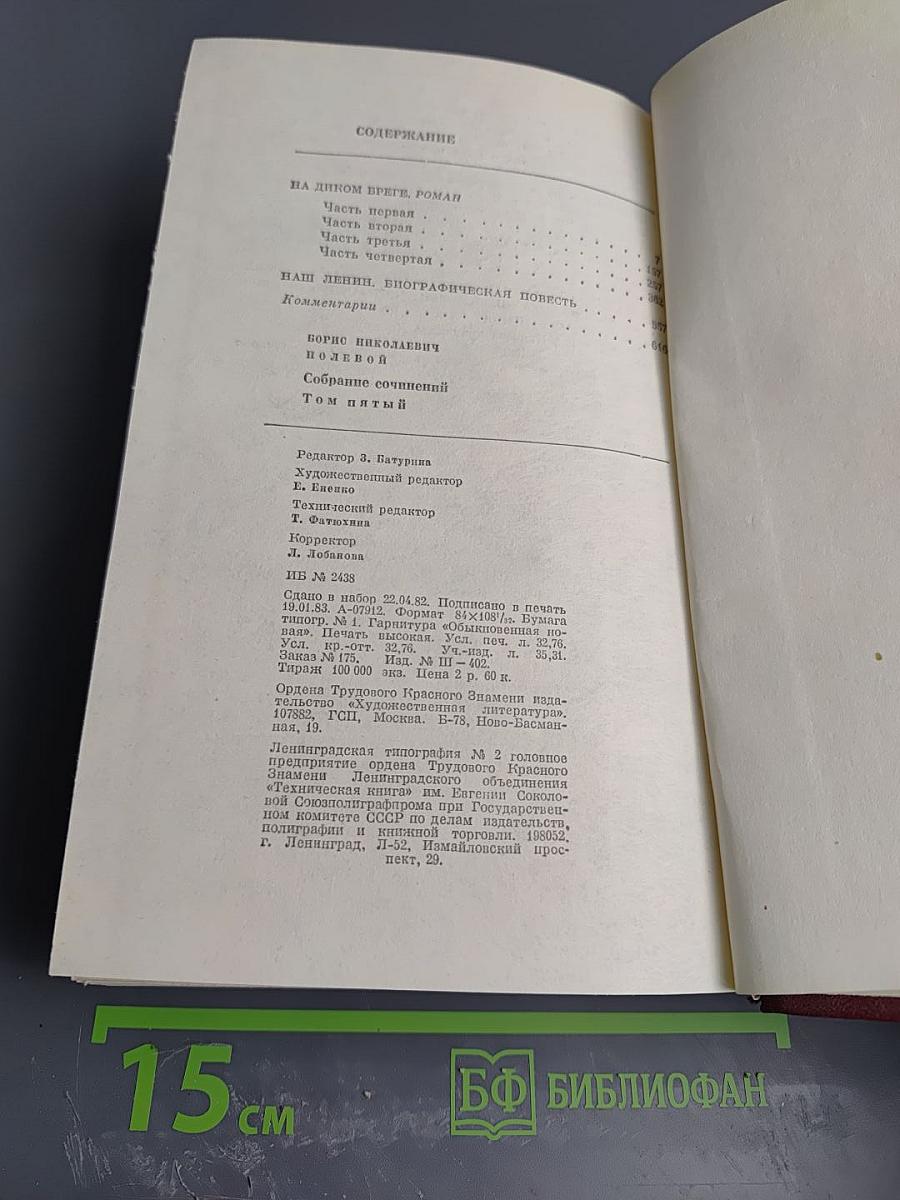 СОДЕРЖАНИЕ
НА ДИКОМ БРЕГЕ. РОМАН
Часть первая . . . . . . . . . . . 7
Часть вторая . . . . . . . . . . .
Часть третья . . . . . . . . . . . 257
Часть четвертая . . . . . . . . . . 362
НАШ ЛЕНИН. БИОГРАФИЧЕСКАЯ ПОВЕСТЬ . . . . 557
Комментарии . . . . . . . . . . . 616
БОРИС НИКОЛАЕВИЧ
ПОЛЕВОЙ
Собрание сочинений
Том пятый
Редактор З. Батурина
Художественный редактор
Е. Ененко
Технический редактор
Т. Фатюхина
Корректор
Л. Лобанова
ИБ № 2438
Сдано в набор 22.04.82. Подписано в печать
19.01.83. А-07912. Формат 84×108¹/₃₂. Бумага
типогр. № 1. Гарнитура «Обыкновенная но-
вая». Печать высокая. Усл. печ. л. 32,76.
Усл. кр.-отт. 32,76. Уч.-изд. л. 35,31.
Заказ № 175. Изд. № III — 402.
Тираж 100 000 экз. Цена 2 р. 60 к.
Ордена Трудового Красного Знамени изда-
тельство «Художественная литература».
107882, ГСП, Москва. Б-78, Ново-Басман-
ная, 19.
Ленинградская типография № 2 головное
предприятие ордена Трудового Красного
Знамени Ленинградского объединения
«Техническая книга» им. Евгении Соколо-
вой Союзполиграфпрома при Государствен-
ном комитете СССР по делам издательств,
полиграфии и книжной торговли. 198052,
г. Ленинград, Л-52, Измайловский прос-
пект, 29.
15 см
БФ БИБЛИОФАН